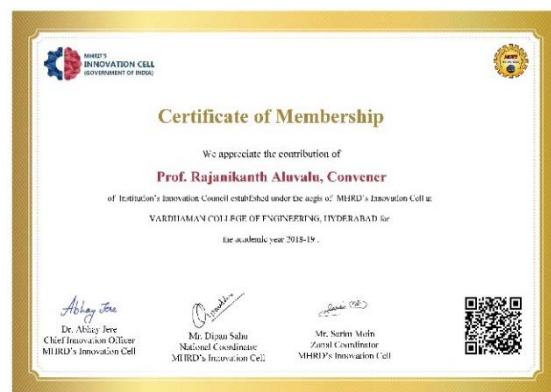 MHRD'S
INNOVATION CELL
(GOVERNMENT OF INDIA)
Certificate of Membership
We appreciate the contribution of
Prof. Rajanikanth Aluvalu, Convener
of Institution's Innovation Council established under the aegis of MHRD's Innovation Cell at
VARDHAMAN COLLEGE OF ENGINEERING, HYDERABAD for
the academic year 2018-19 .
Abhay Jere
Dr. Abhay Jere
Chief Innovation Officer
MHRD's Innovation Cell
Mr. Dipan Sahu
National Coordinator
MHRD's Innovation Cell
Mr. Sarim Moin
Zonal Coordinator
MHRD's Innovation Cell